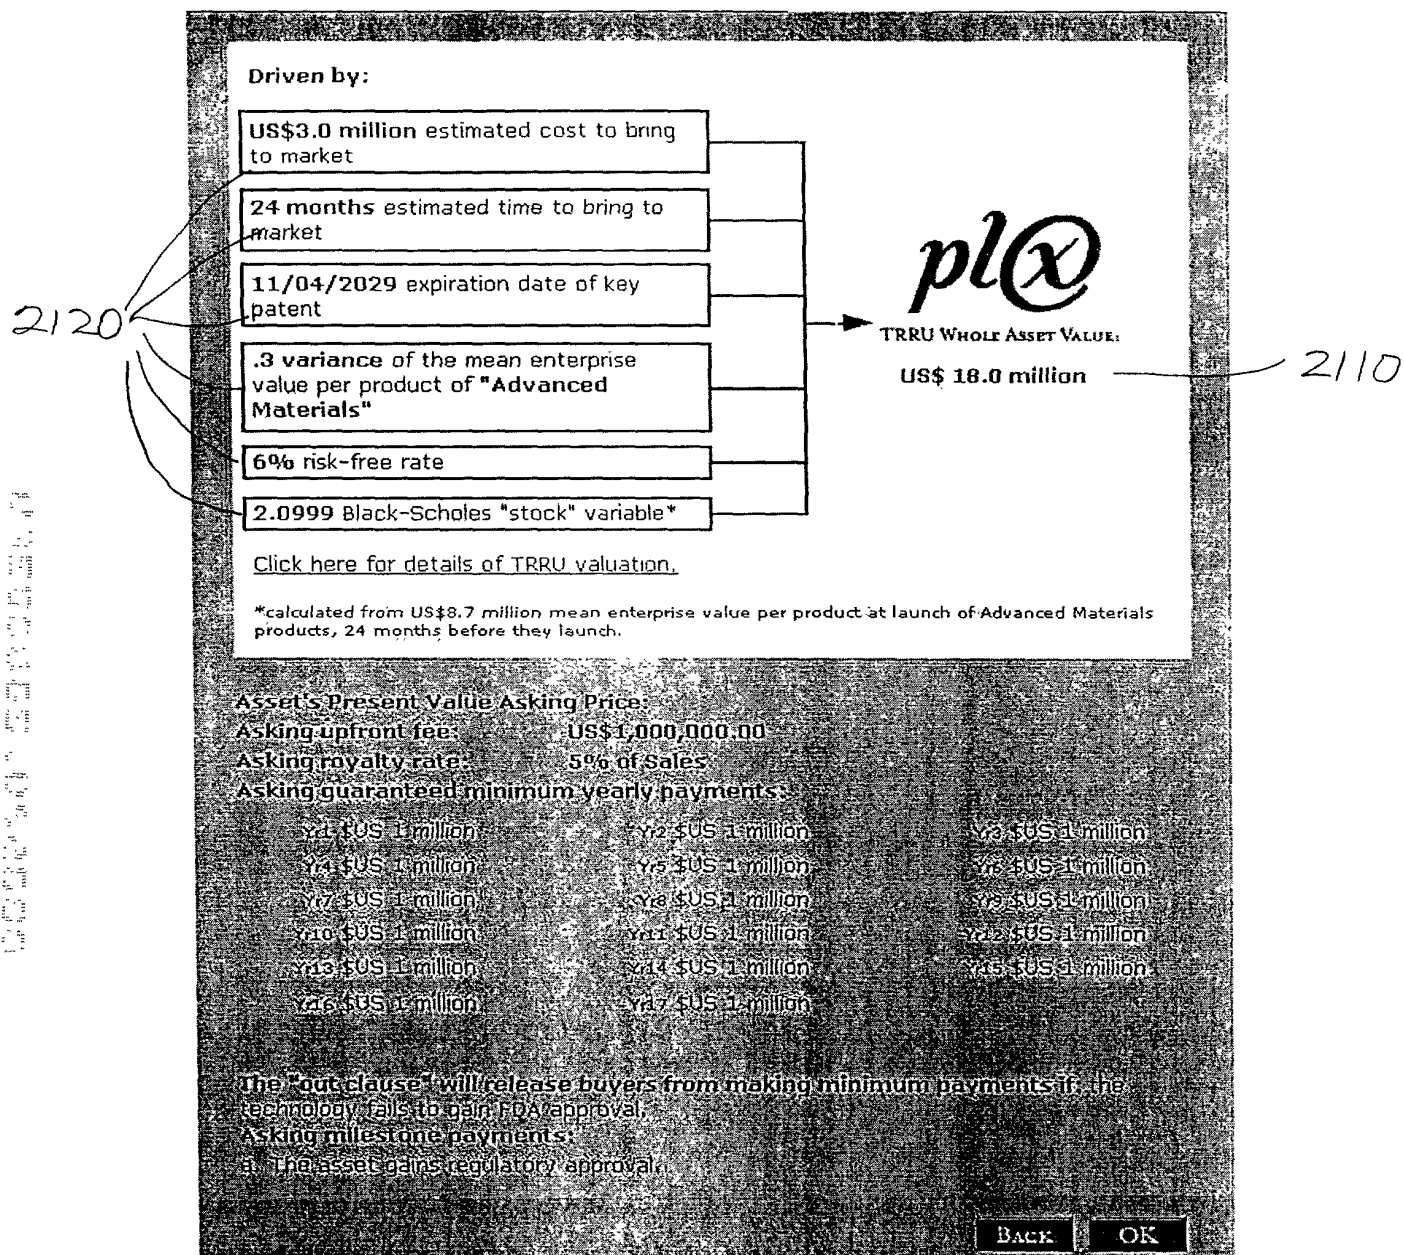 Driven by:
US$3.0 million estimated cost to bring
to market
24 months estimated time to bring to
market
11/04/2029 expiration date of key
patent
.3 variance of the mean enterprise
value per product of "Advanced
Materials"
6% risk-free rate
2.0999 Black-Scholes "stock" variable*
2120
pl@x
TRRU WHOLE ASSET VALUE:
US$ 18.0 million
2110
Click here for details of TRRU valuation.
*calculated from US$8.7 million mean enterprise value per product at launch of Advanced Materials
products, 24 months before they launch.
Asset's Present Value Asking Price:
Asking upfront fee: US$1,000,000.00
Asking royalty rate: 5% of Sales
Asking guaranteed minimum yearly payments:
Yr1 $US 1 million Yr2 $US 1 million Yr3 $US 1 million
Yr4 $US 1 million Yr5 $US 1 million Yr6 $US 1 million
Yr7 $US 1 million Yr8 $US 1 million Yr9 $US 1 million
Yr10 $US 1 million Yr11 $US 1 million Yr12 $US 1 million
Yr13 $US 1 million Yr14 $US 1 million Yr15 $US 1 million
Yr16 $US 1 million Yr17 $US 1 million
The "out clause" will release buyers from making minimum payments if: the
technology fails to gain FDA approval.
Asking milestone payments:
a. The asset gains regulatory approval.
BACK OK